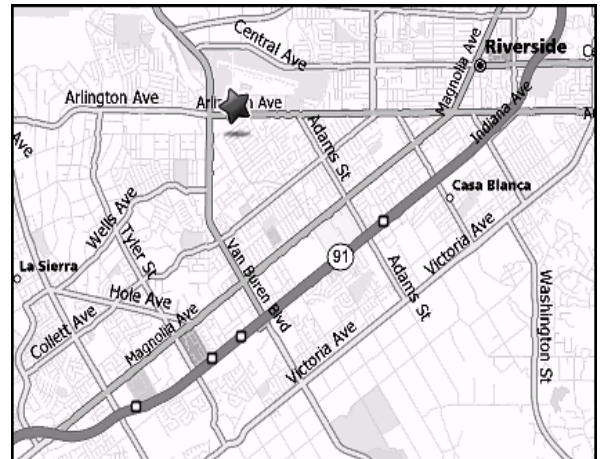 Central Ave
Riverside
Magnolia Ave
Indiana Ave
Arlington Ave
Ave
Adams St
Casa Blanca
Wells Ave
Tyler St
La Sierra
Van Buren Blvd
91
Victoria Ave
Adams St
Hole Ave
Collett Ave
Magnolia Ave
Victoria Ave
Washington St